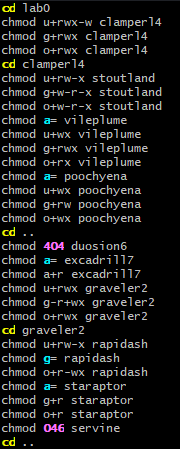 cd lab0
chmod u+rwx-w clamperl4
chmod g+rwx clamperl4
chmod o+rwx clamperl4
cd clamperl4
chmod u+rw-x stoutland
chmod g+w-r-x stoutland
chmod o+w-r-x stoutland
chmod a= vileplume
chmod u+wx vileplume
chmod g+rwx vileplume
chmod o+rx vileplume
chmod a= poochyena
chmod u+wx poochyena
chmod g+rw poochyena
chmod o+wx poochyena
cd ..
chmod 404 duosion6
chmod a= excadrill7
chmod a+r excadrill7
chmod u+rwx graveler2
chmod g-r+wx graveler2
chmod o+rwx graveler2
cd graveler2
chmod u+rw-x rapidash
chmod g= rapidash
chmod o+r-wx rapidash
chmod a= staraptor
chmod g+r staraptor
chmod o+r staraptor
chmod 046 servine
cd ..